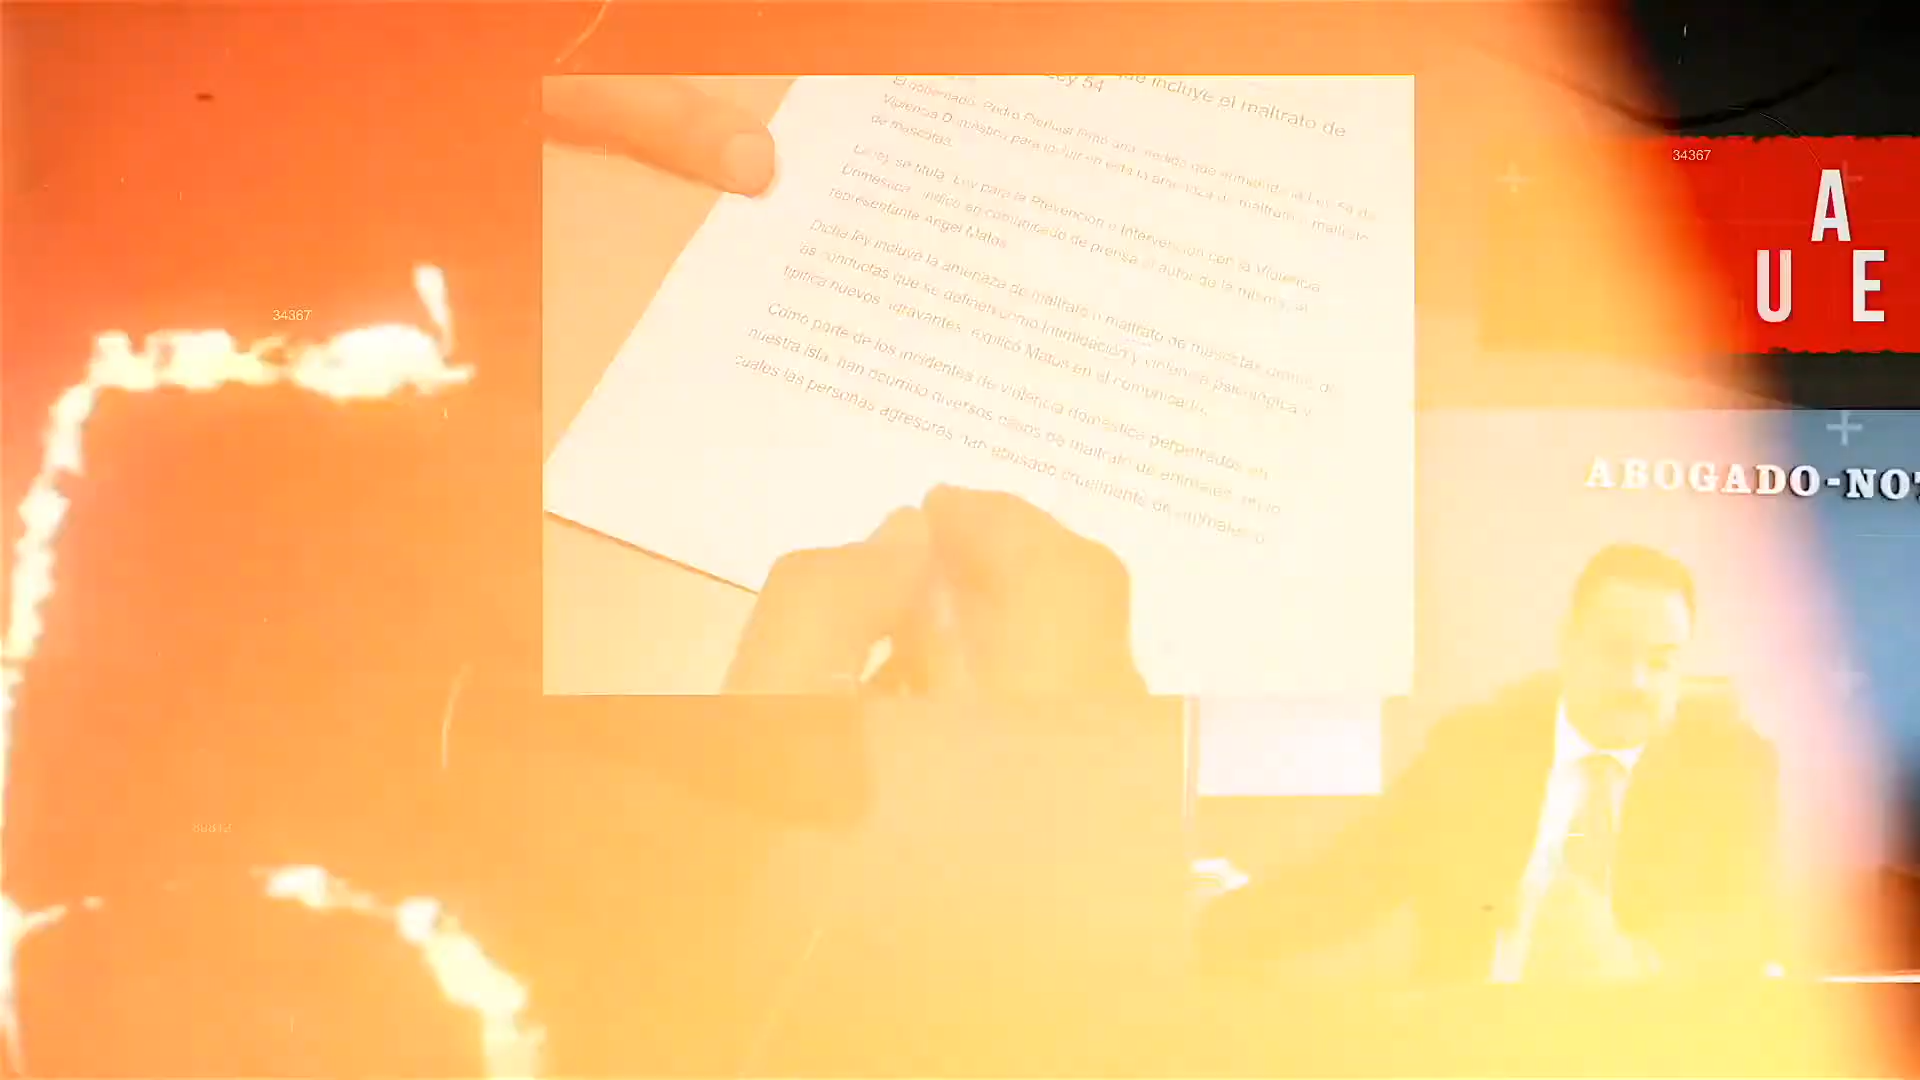 que incluye el maltrato de
Ley 54
El gobernador Pedro Pierluisi firmó una medida que enmienda la Ley 54 de
Violencia Doméstica para incluir en esta la amenaza de maltrato o maltrato
de mascotas.
La ley se titula Ley para la Prevención e Intervención con la Violencia
Doméstica, indicó en comunicado de prensa el autor de la misma, el
representante Ángel Matos.
Dicha ley incluye la amenaza de maltrato o maltrato de mascotas dentro de
las conductas que se definen como intimidación y violencia psicológica y
tipifica nuevos agravantes, explicó Matos en el comunicado.
Como parte de los incidentes de violencia doméstica perpetrados en
nuestra isla, han ocurrido diversos casos de maltrato de animales, en lo
cuales las personas agresoras han abusado cruelmente de animales
34367
A
U E
34367
ABOGADO-NOT